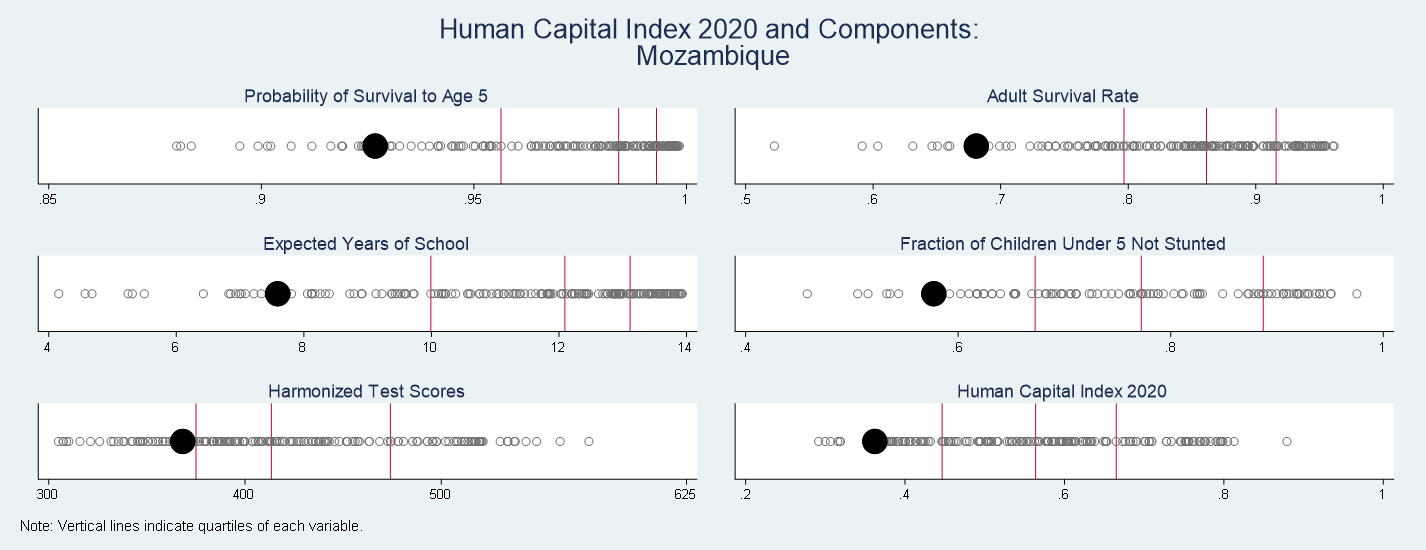 Human Capital Index 2020 and Components:
Mozambique
Probability of Survival to Age 5
.85 .9 .95 1
Adult Survival Rate
.5 .6 .7 .8 .9 1
Expected Years of School
4 6 8 10 12 14
Fraction of Children Under 5 Not Stunted
.4 .6 .8 1
Harmonized Test Scores
300 400 500 625
Human Capital Index 2020
.2 .4 .6 .8 1
Note: Vertical lines indicate quartiles of each variable.